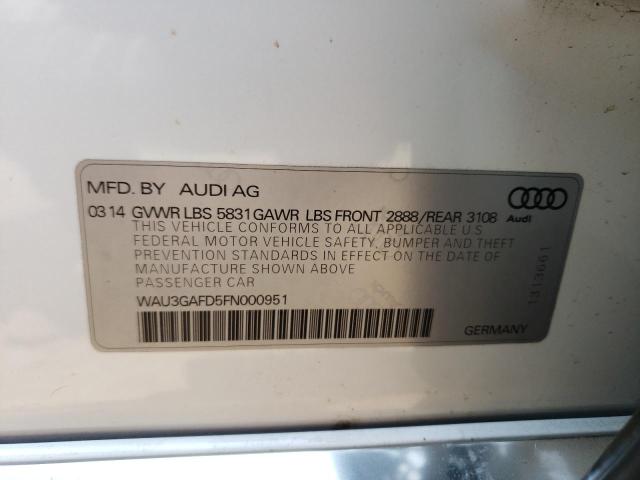 MFD. BY AUDI AG
03 14 GVWR LBS 5831 GAWR LBS FRONT 2888/REAR 3108
Audi
THIS VEHICLE CONFORMS TO ALL APPLICABLE U.S
FEDERAL MOTOR VEHICLE SAFETY, BUMPER AND THEFT
PREVENTION STANDARDS IN EFFECT ON THE DATE OF
MANUFACTURE SHOWN ABOVE
PASSENGER CAR
1313661
WAU3GAFD5FN000951
GERMANY